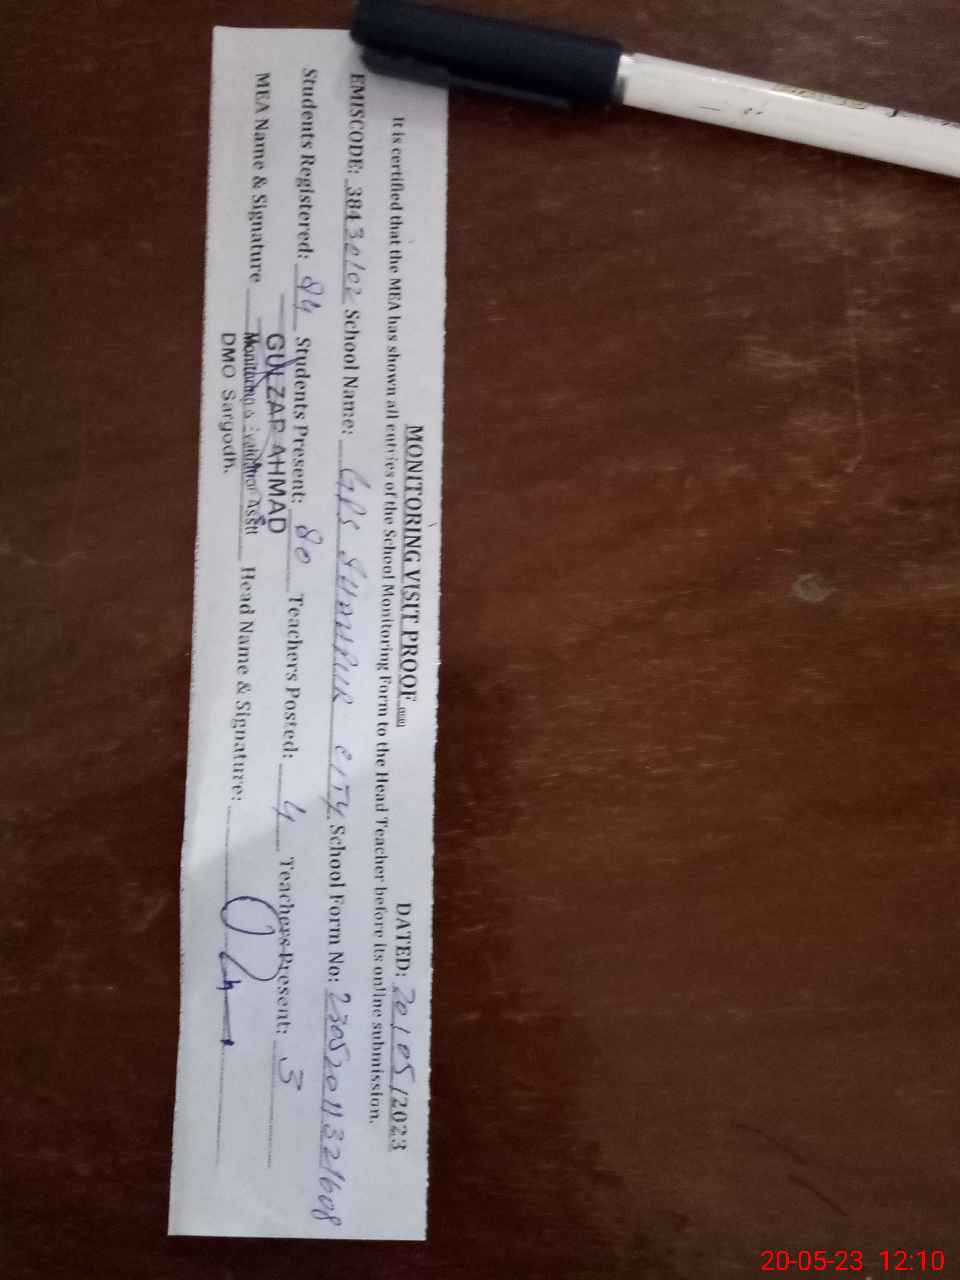 MONITORING VISIT PROOF
DATED: 20/05/2023
It is certified that the MEA has shown all entries of the School Monitoring Form to the Head Teacher before its online submission.
EMISCODE: 38430102 School Name: GPS CITY School Form No:
Students Registered: 84 Students Present: 80 Teachers Posted: 4 Teachers Present: 3
MEA Name & Signature Head Name & Signature:
GULZAR AHMAD
Monitoring & Evaluation Asstt
DMO Sargodh.
20-05-23 12:10